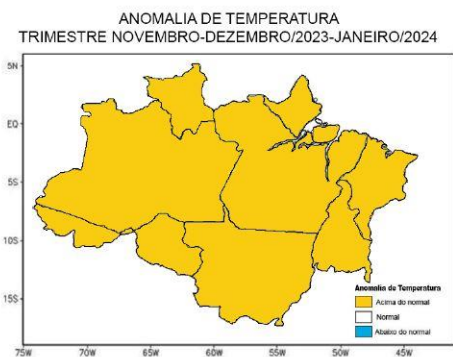 ANOMALIA DE TEMPERATURA
TRIMESTRE NOVEMBRO-DEZEMBRO/2023-JANEIRO/2024
5N
EQ
5S
10S
15S
75W 70W 65W 60W 55W 50W 45W
Anomalia de Temperatura
Acima do normal
Normal
Abaixo do normal